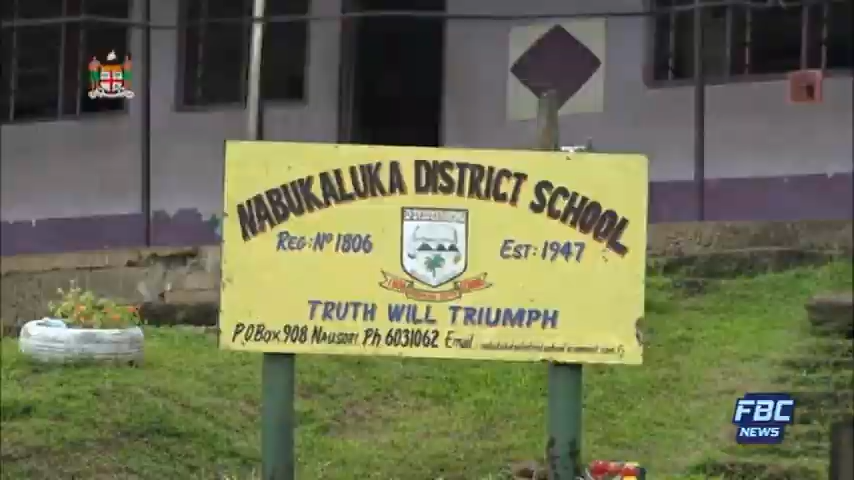 NABUKALUKA DISTRICT SCHOOL
REG: Nº 1806
EST: 1947
TRUTH WILL TRIUMPH
P.O Box 908 NAUSORI Ph 6031062 Email
FBC
NEWS